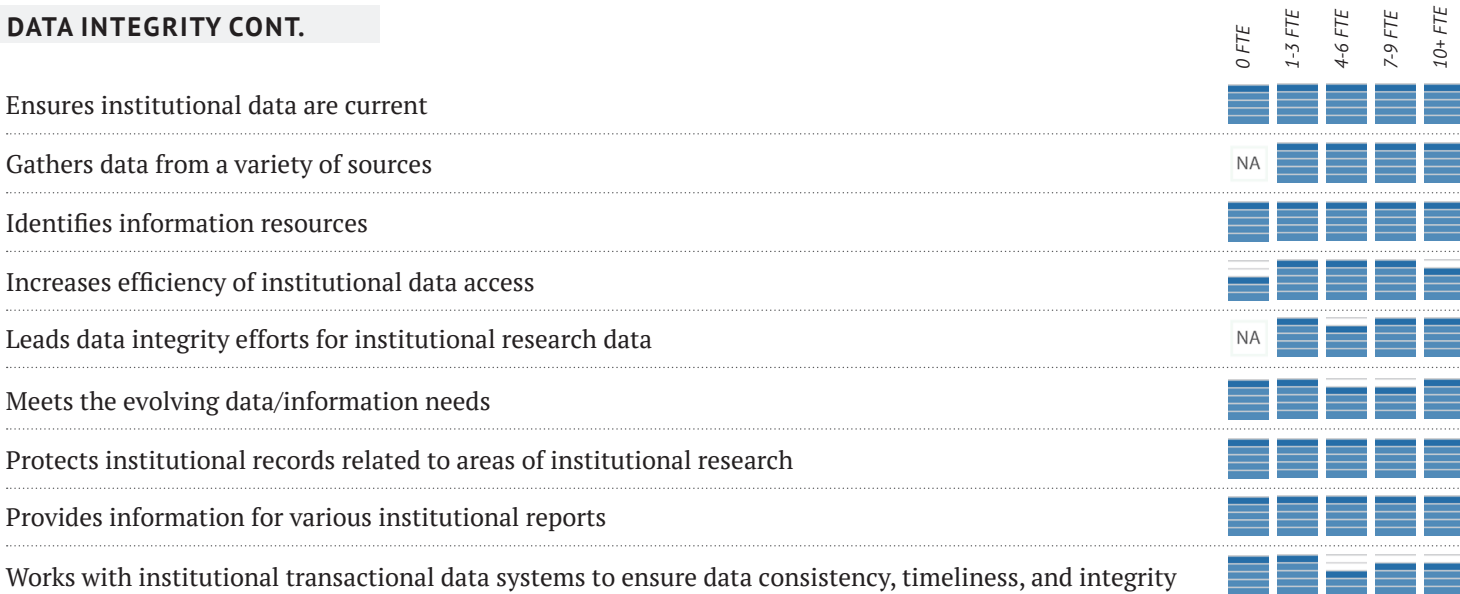 DATA INTEGRITY CONT.
0 FTE
1-3 FTE
4-6 FTE
7-9 FTE
10+ FTE
Ensures institutional data are current
Gathers data from a variety of sources
NA
Identifies information resources
Increases efficiency of institutional data access
Leads data integrity efforts for institutional research data
NA
Meets the evolving data/information needs
Protects institutional records related to areas of institutional research
Provides information for various institutional reports
Works with institutional transactional data systems to ensure data consistency, timeliness, and integrity